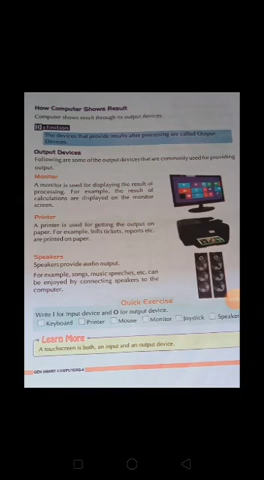 How Computer Shows Result
Computer shows result through its output devices.
Definition
The devices that provide results after processing are called Output
Devices.
Output Devices
Following are some of the output devices that are commonly used for providing
output.
Monitor
A monitor is used for displaying the result of
processing. For example, the result of
calculations are displayed on the monitor
screen.
Printer
A printer is used for getting the output on
paper. For example, bills tickets, reports etc.
are printed on paper.
Speakers
Speakers provide audio output.
For example, songs, music speeches, etc. can
be enjoyed by connecting speakers to the
computer.
Quick Exercise
Write I for input device and O for output device.
Keyboard Printer Mouse Monitor Joystick Speaker
Learn More
A touchscreen is both, an input and an output device.
SMART COMPUTERS-4